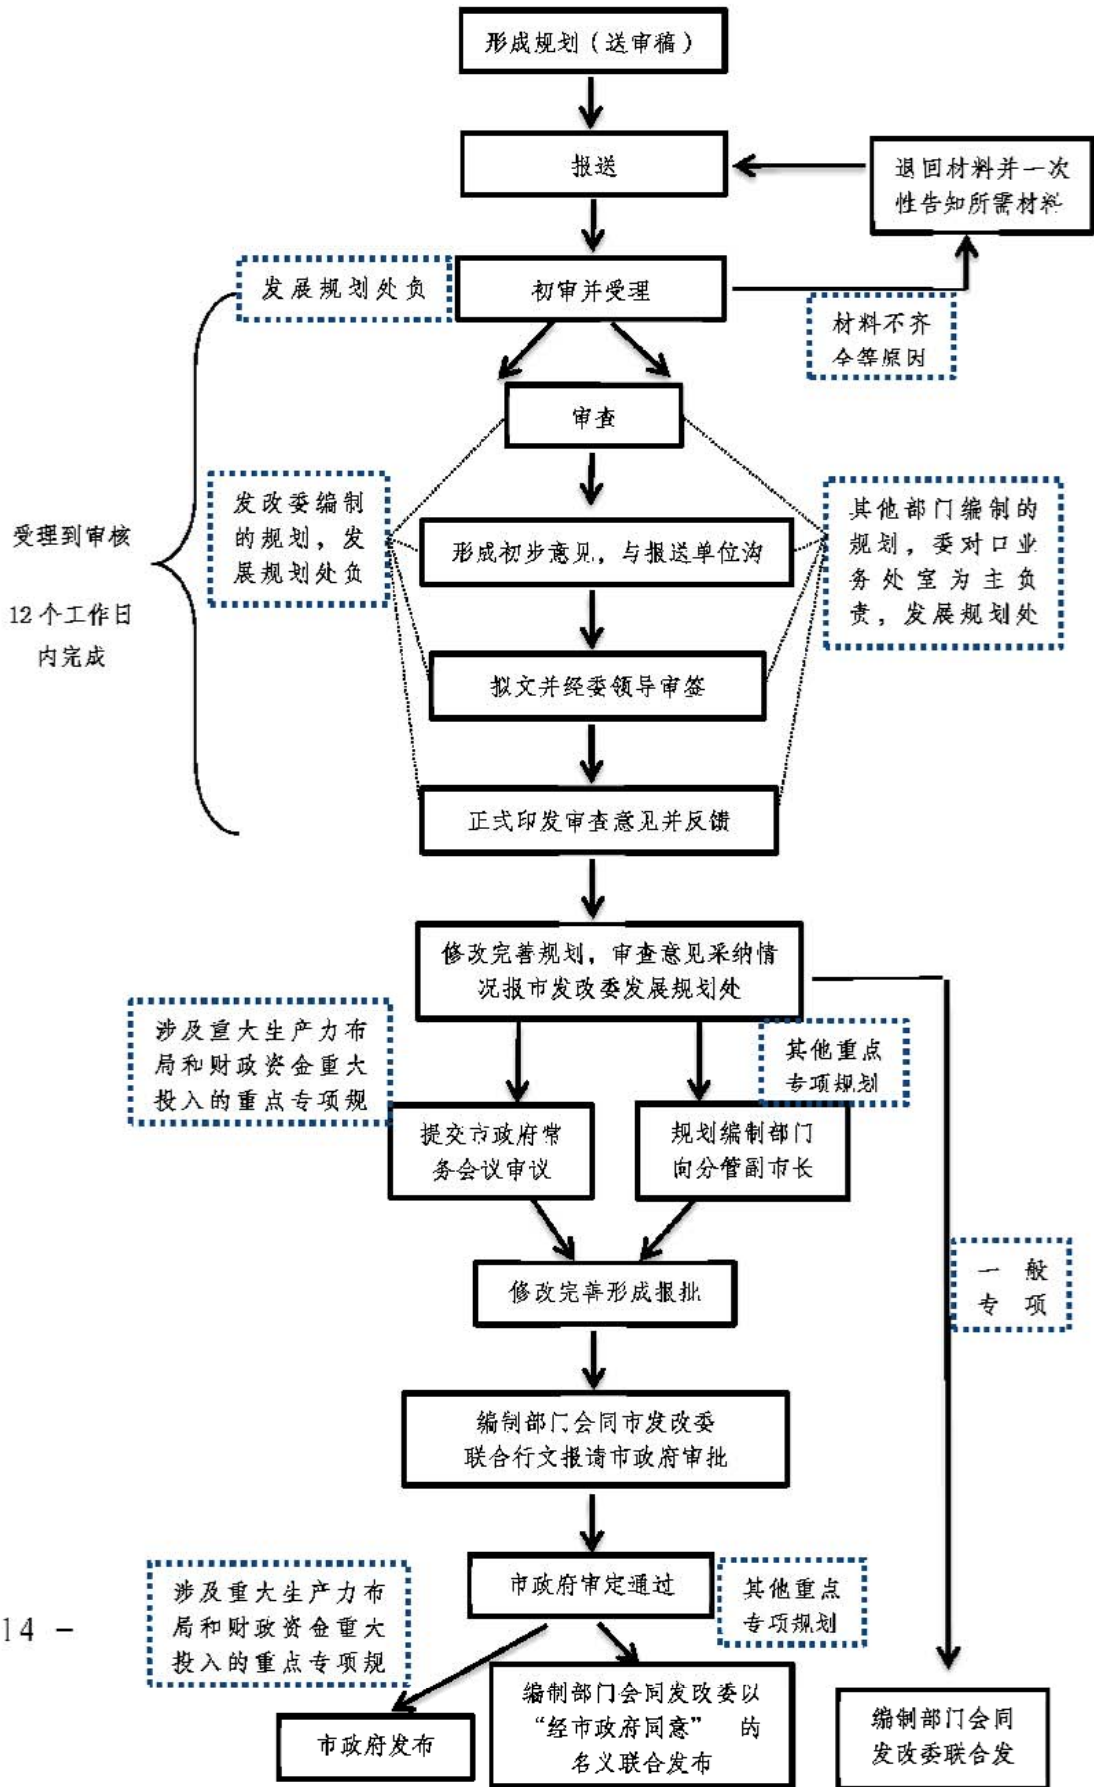 形成规划（送审稿）
报送
退回材料并一次
性告知所需材料
发展规划处负
初审并受理
材料不齐
全等原因
审查
发改委编制
的规划，发
展规划处负
其他部门编制的
规划，委对口业
务处室为主负
责，发展规划处
受理到审核
12个工作日
内完成
形成初步意见，与报送单位沟
拟文并经委领导审签
正式印发审查意见并反馈
修改完善规划，审查意见采纳情
况报市发改委发展规划处
涉及重大生产力布
局和财政资金重大
投入的重点专项规
其他重点
专项规划
提交市政府常
务会议审议
规划编制部门
向分管副市长
一 般
专 项
修改完善形成报批
编制部门会同市发改委
联合行文报请市政府审批
市政府审定通过
涉及重大生产力布
局和财政资金重大
投入的重点专项规
其他重点
专项规划
14 -
市政府发布
编制部门会同发改委以
“经市政府同意” 的
名义联合发布
编制部门会同
发改委联合发